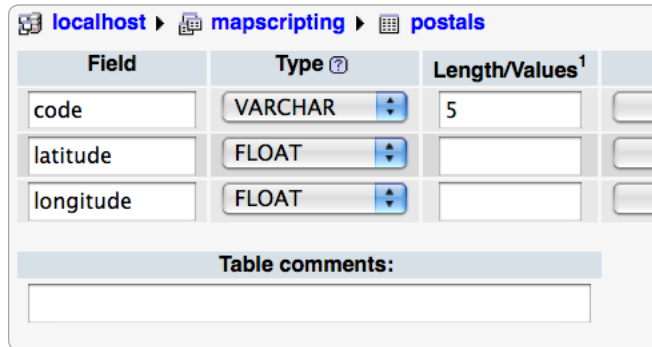 localhost ▸ mapscripting ▸ postals
Field Type ? Length/Values1
code VARCHAR 5
latitude FLOAT
longitude FLOAT
Table comments: